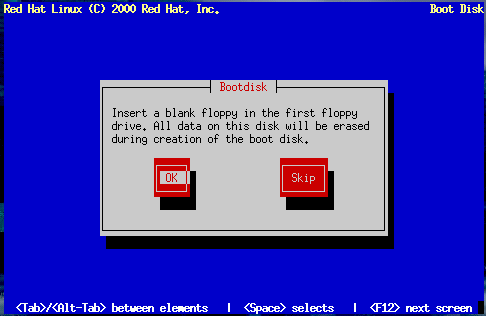 Red Hat Linux (C) 2000 Red Hat, Inc. Boot Disk
Bootdisk
Insert a blank floppy in the first floppy
drive. All data on this disk will be erased
during creation of the boot disk.
OK Skip
<Tab>/<Alt-Tab> between elements | <Space> selects | <F12> next screen